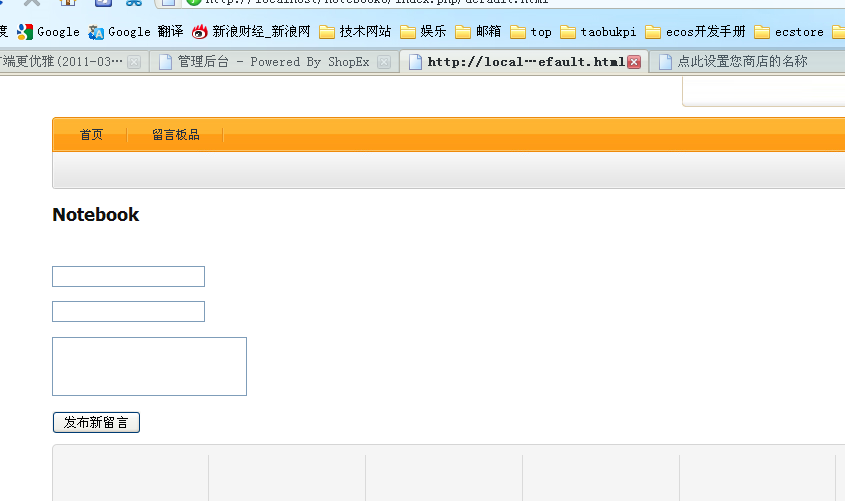 http://localhost/notebooks/index.php/default.html
度 Google Google 翻译 新浪财经_新浪网 技术网站 娱乐 邮箱 top taobukpi ecos开发手册 ecstore
端更优雅(2011-03… 管理后台 - Powered By ShopEx http://local…efault.html 点此设置您商店的名称
首页 留言板品
Notebook
发布新留言